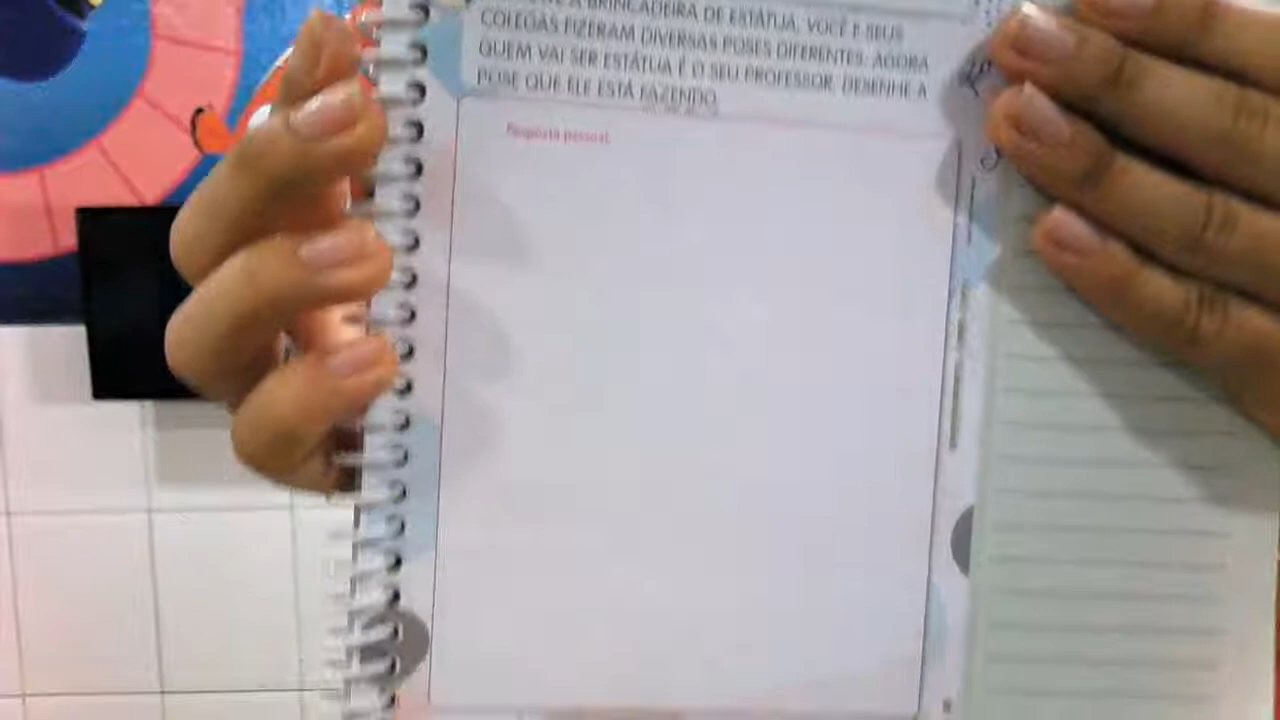 A BRINCADEIRA DE ESTÁTUA, VOCÊ E SEUS
COLEGAS FIZERAM DIVERSAS POSES DIFERENTES. AGORA
QUEM VAI SER ESTÁTUA É O SEU PROFESSOR. DESENHE A
POSE QUE ELE ESTÁ FAZENDO.
Resposta pessoal.